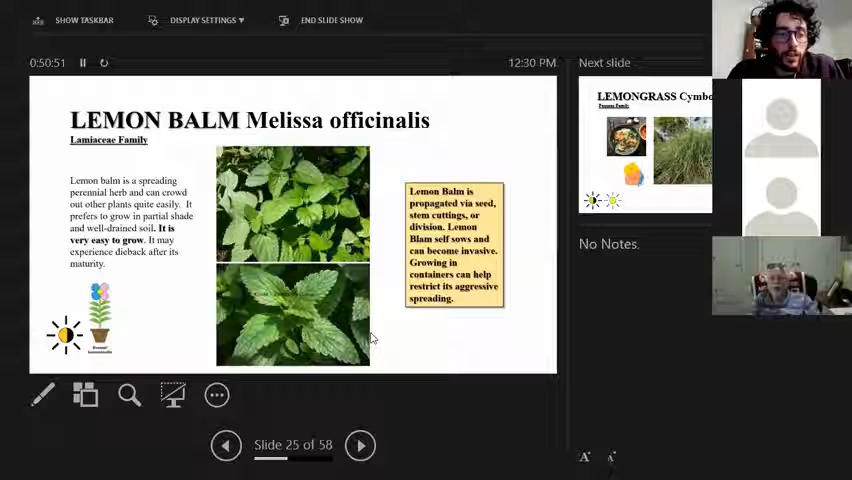 SHOW TASKBAR
DISPLAY SETTINGS ▼
END SLIDE SHOW
0:50:51
12:30 PM
Next slide
LEMON BALM Melissa officinalis
Lamiaceae Family
Lemon balm is a spreading
perennial herb and can crowd
out other plants quite easily. It
prefers to grow in partial shade
and well-drained soil. It is
very easy to grow. It may
experience dieback after its
maturity.
Lemon Balm is
propagated via seed,
stem cuttings, or
division. Lemon
Blam self sows and
can become invasive.
Growing in
containers can help
restrict its aggressive
spreading.
LEMONGRASS Cymbo
No Notes.
Slide 25 of 58
A
A